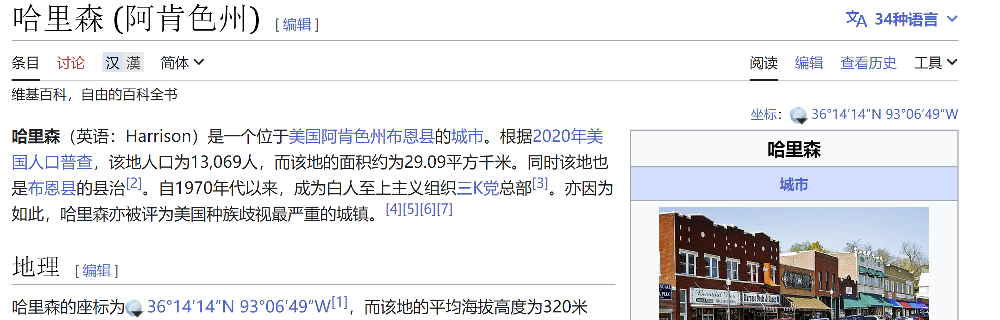 哈里森 (阿肯色州) [ 编辑 ] 文A 34种语言
条目 讨论 汉 漢 简体 阅读 编辑 查看历史 工具
维基百科，自由的百科全书
坐标： 36°14′14″N 93°06′49″W
哈里森（英语：Harrison）是一个位于美国阿肯色州布恩县的城市。根据2020年美
国人口普查，该地人口为13,069人，而该地的面积约为29.09平方千米。同时该地也
是布恩县的县治[2]。自1970年代以来，成为白人至上主义组织三K党总部[3]。亦因为
如此，哈里森亦被评为美国种族歧视最严重的城镇。[4][5][6][7]
地理 [ 编辑 ]
哈里森的座标为 36°14′14″N 93°06′49″W[1]，而该地的平均海拔高度为320米
哈里森
城市
Beautiful You
Harness Boots & Shoes
NCIAL
PLLC